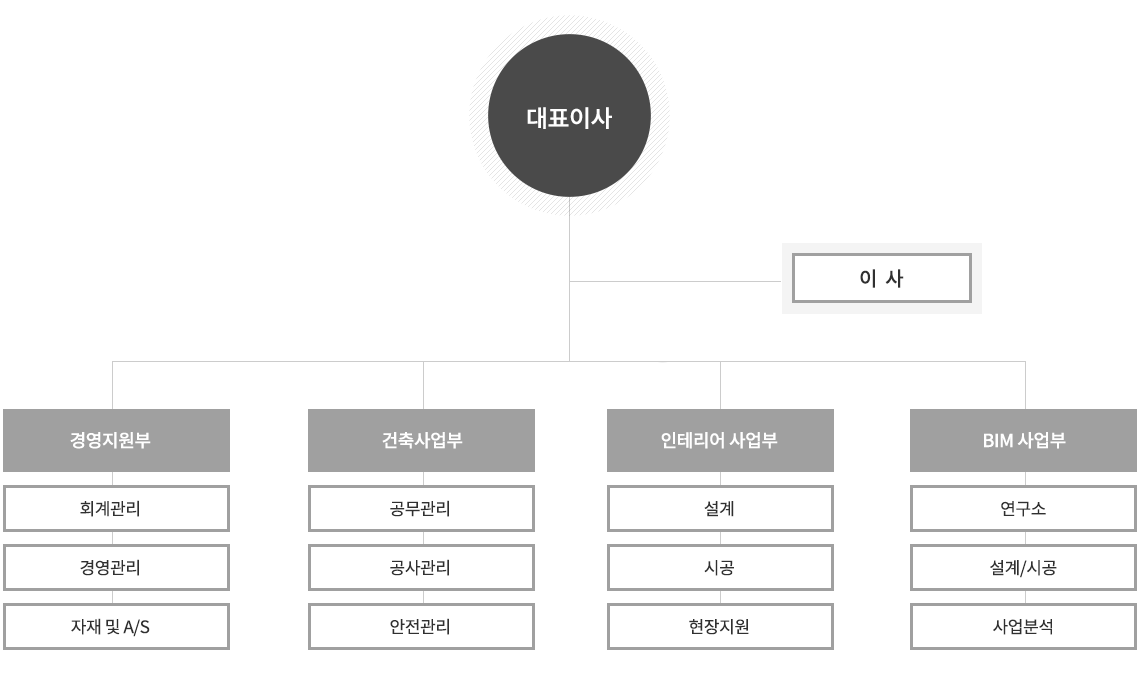 대표이사
이 사
경영지원부
회계관리
경영관리
자재 및 A/S
건축사업부
공무관리
공사관리
안전관리
인테리어 사업부
설계
시공
현장지원
BIM 사업부
연구소
설계/시공
사업분석